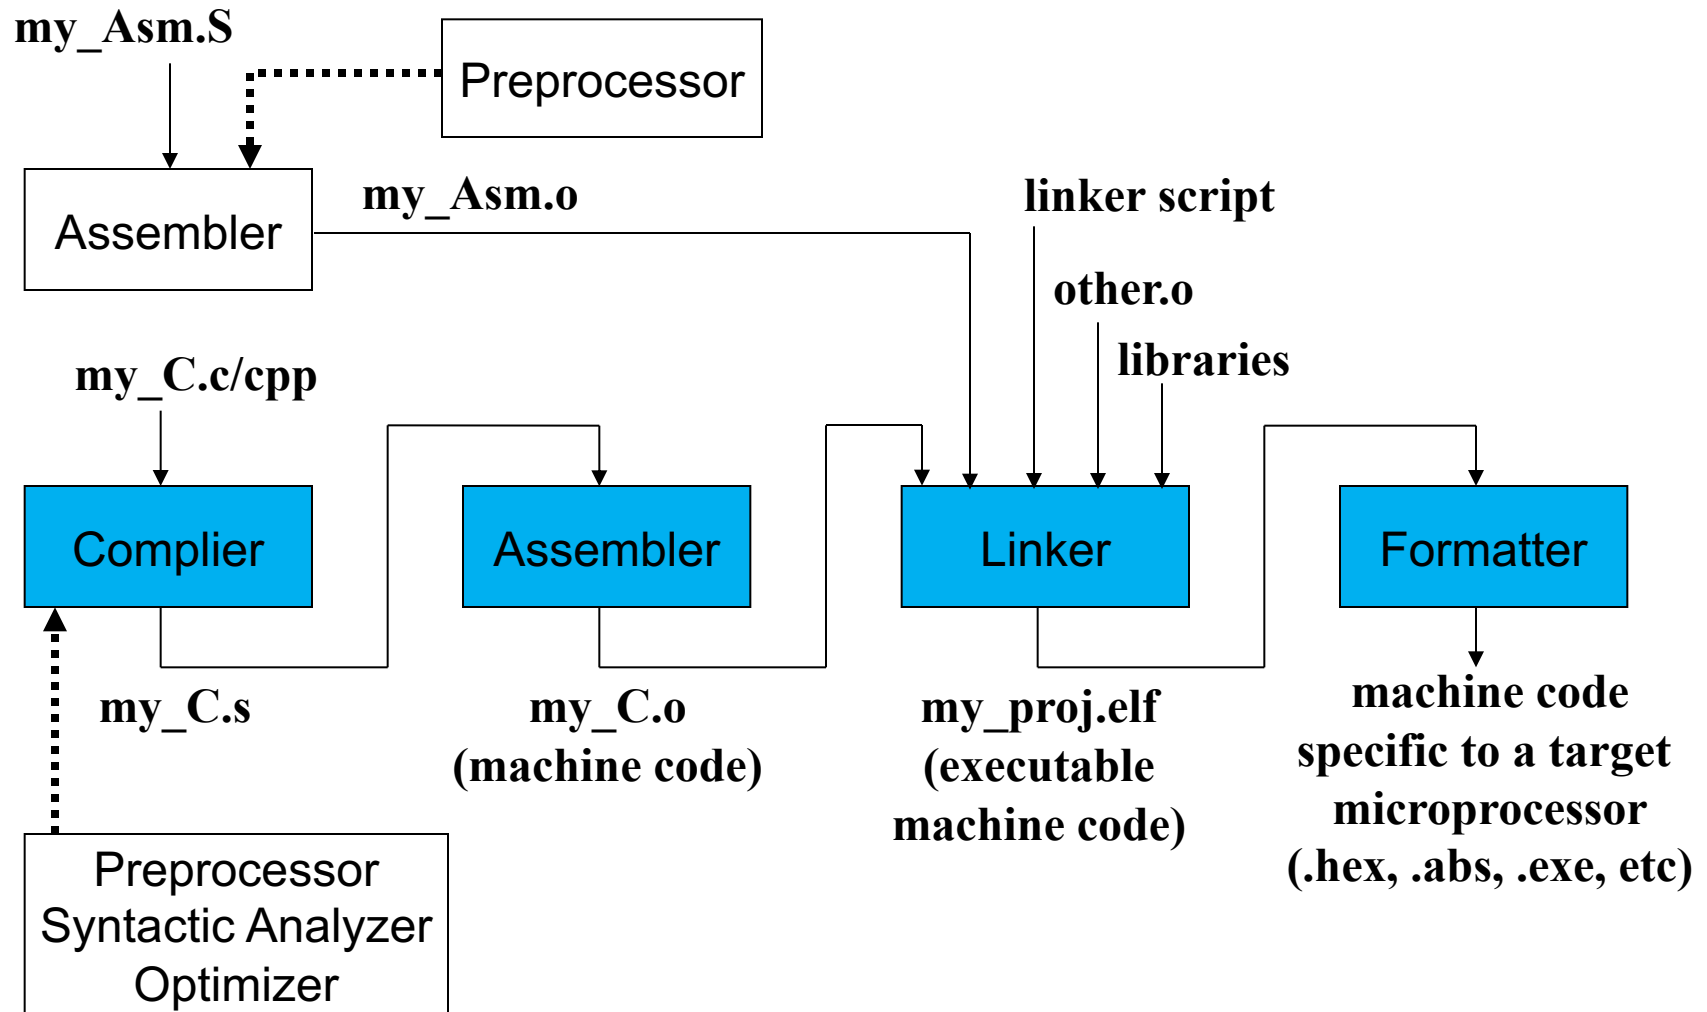 my_Asm.S
Preprocessor
Assembler
my_Asm.o
linker script
other.o
libraries
my_C.c/cpp
Complier
Assembler
Linker
Formatter
my_C.s
my_C.o
(machine code)
my_proj.elf
(executable
machine code)
machine code
specific to a target
microprocessor
(.hex, .abs, .exe, etc)
Preprocessor
Syntactic Analyzer
Optimizer